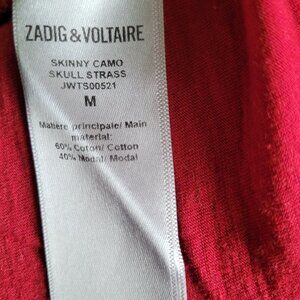 ZADIG & VOLTAIRE
SKINNY CAMO
SKULL STRASS
JWTS00521
M
Matière principale/ Main
material:
60% Coton/ Cotton
40% Modal/ Modal